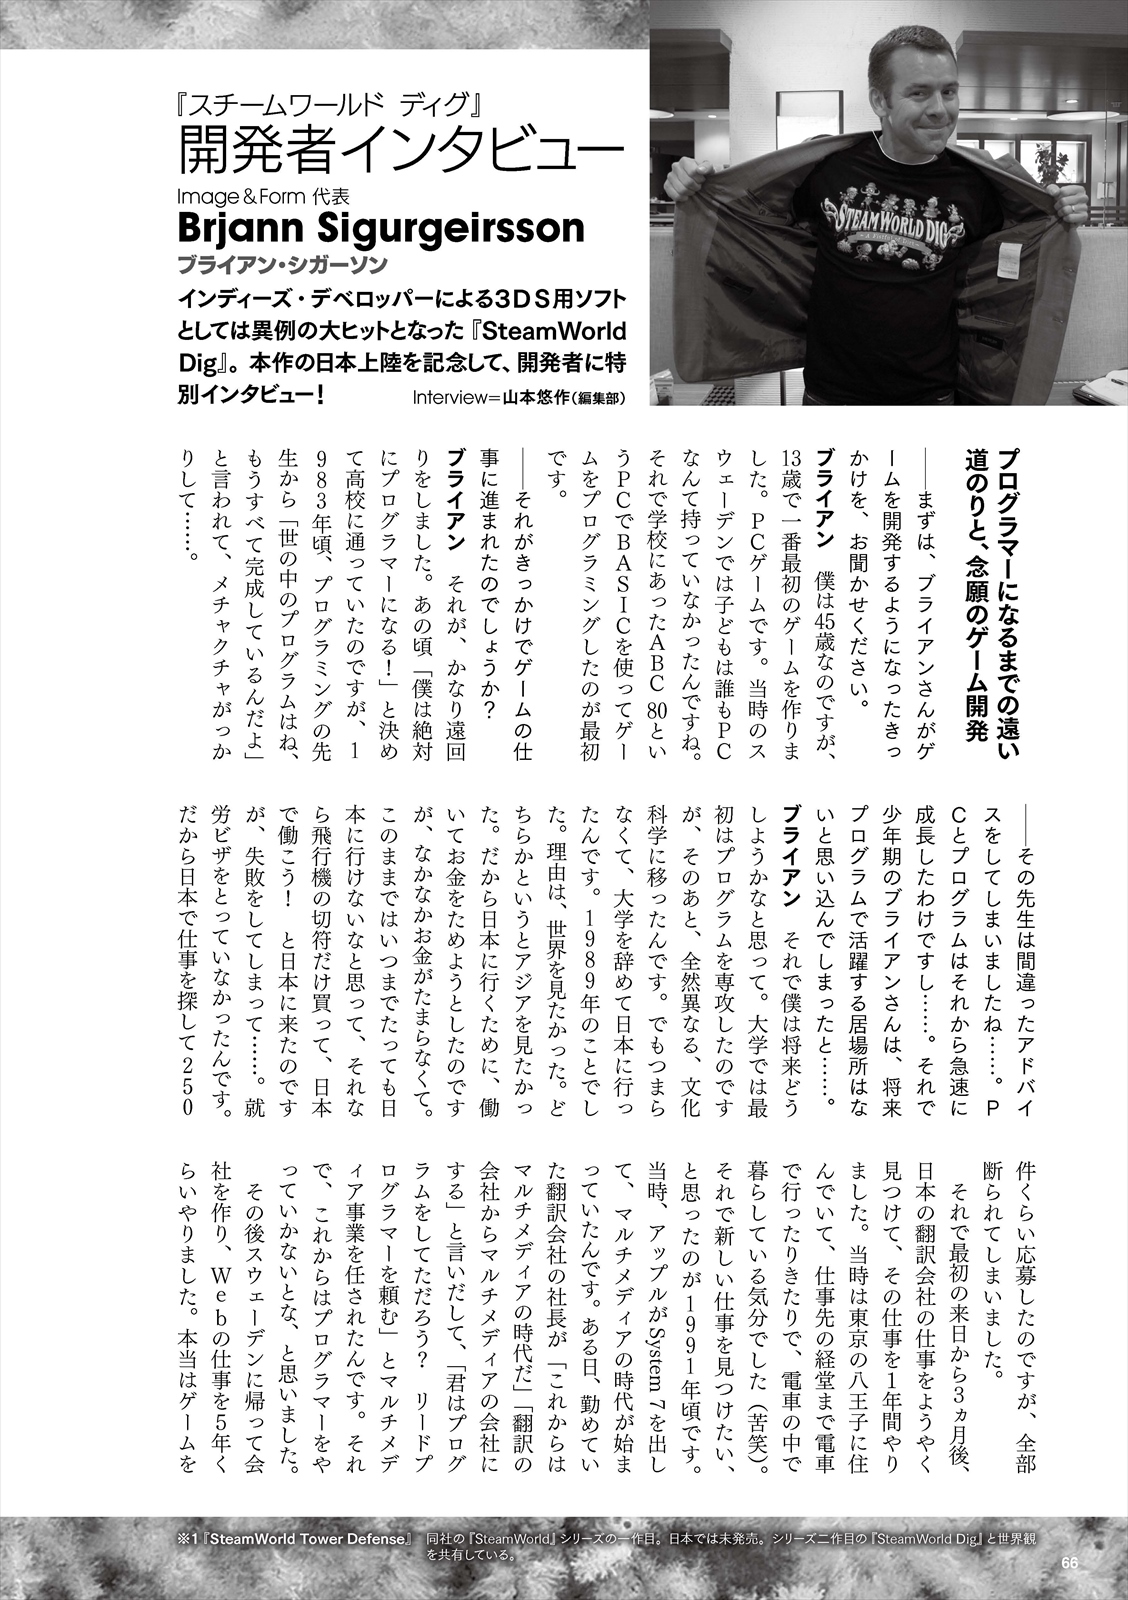 『スチームワールド ディグ』
開発者インタビュー
Image&Form 代表
Brjann Sigurgeirsson
ブライアン・シガーソン
インディーズ・デベロッパーによる3DS用ソフト
としては異例の大ヒットとなった『SteamWorld
Dig』。本作の日本上陸を記念して、開発者に特
別インタビュー!
Interview=山本悠作(編集部)
STEAMWORLD DIG
プログラマーになるまでの遠い
道のりと、念願のゲーム開発
――まずは、ブライアンさんがゲ
ームを開発するようになったきっ
かけを、お聞かせください。
ブライアン 僕は45歳なのですが、
13歳で一番最初のゲームを作りま
した。PCゲームです。当時のス
ウェーデンでは子どもは誰もPC
なんて持っていなかったんですね。
それで学校にあったABC80とい
うPCでBASICを使ってゲー
ムをプログラミングしたのが最初
です。
――それがきっかけでゲームの仕
事に進まれたのでしょうか?
ブライアン それが、かなり遠回
りをしました。あの頃「僕は絶対
にプログラマーになる!」と決め
て高校に通っていたのですが、1
983年頃、プログラミングの先
生から「世の中のプログラムはね、
もうすべて完成しているんだよ」
と言われて、メチャクチャがっか
りして……。
――その先生は間違ったアドバイ
スをしてしまいましたね……。P
Cとプログラムはそれから急速に
成長したわけですし……。それで
少年期のブライアンさんは、将来
プログラムで活躍する居場所はな
いと思い込んでしまったと……。
ブライアン それで僕は将来どう
しようかなと思って。大学では最
初はプログラムを専攻したのです
が、そのあと、全然異なる、文化
科学に移ったんです。でもつまら
なくて、大学を辞めて日本に行っ
たんです。1989年のことでし
た。理由は、世界を見たかった。ど
ちらかというとアジアを見たかっ
た。だから日本に行くために、働
いてお金をためようとしたのです
が、なかなかお金がたまらなくて。
このままではいつまでたっても日
本に行けないなと思って、それな
ら飛行機の切符だけ買って、日本
で働こう! と日本に来たのです
が、失敗をしてしまって……。就
労ビザをとっていなかったんです。
だから日本で仕事を探して250
件くらい応募したのですが、全部
断られてしまいました。
それで最初の来日から3ヵ月後、
日本の翻訳会社の仕事をようやく
見つけて、その仕事を1年間やり
ました。当時は東京の八王子に住
んでいて、仕事先の経堂まで電車
で行ったりきたりで、電車の中で
暮らしている気分でした(苦笑)。
それで新しい仕事を見つけたい、
と思ったのが1991年頃です。
当時、アップルがSystem 7を出し
て、マルチメディアの時代が始ま
っていたんです。ある日、勤めてい
た翻訳会社の社長が「これからは
マルチメディアの時代だ」「翻訳の
会社からマルチメディアの会社に
する」と言いだして、「君はプログ
ラムをしてただろう? リードプ
ログラマーを頼む」とマルチメデ
ィア事業を任されたんです。それ
で、これからはプログラマーをや
っていかないとな、と思いました。
その後スウェーデンに帰って会
社を作り、Webの仕事を5年く
らいやりました。本当はゲームを
※1『SteamWorld Tower Defense』 同社の『SteamWorld』シリーズの一作目。日本では未発売。シリーズ二作目の『SteamWorld Dig』と世界観
を共有している。
66